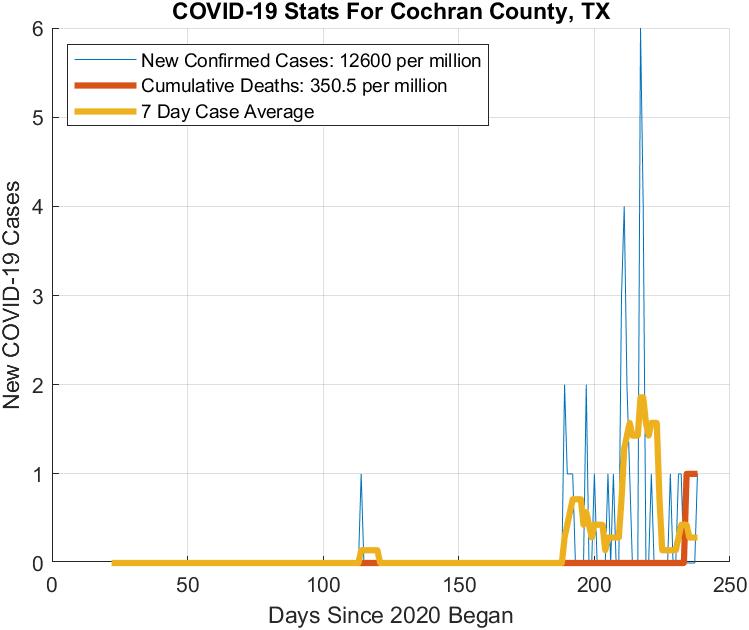 COVID-19 Stats For Cochran County, TX
New Confirmed Cases: 12600 per million
Cumulative Deaths: 350.5 per million
7 Day Case Average
New COVID-19 Cases
6
5
4
3
2
1
0
0 50 100 150 200 250
Days Since 2020 Began